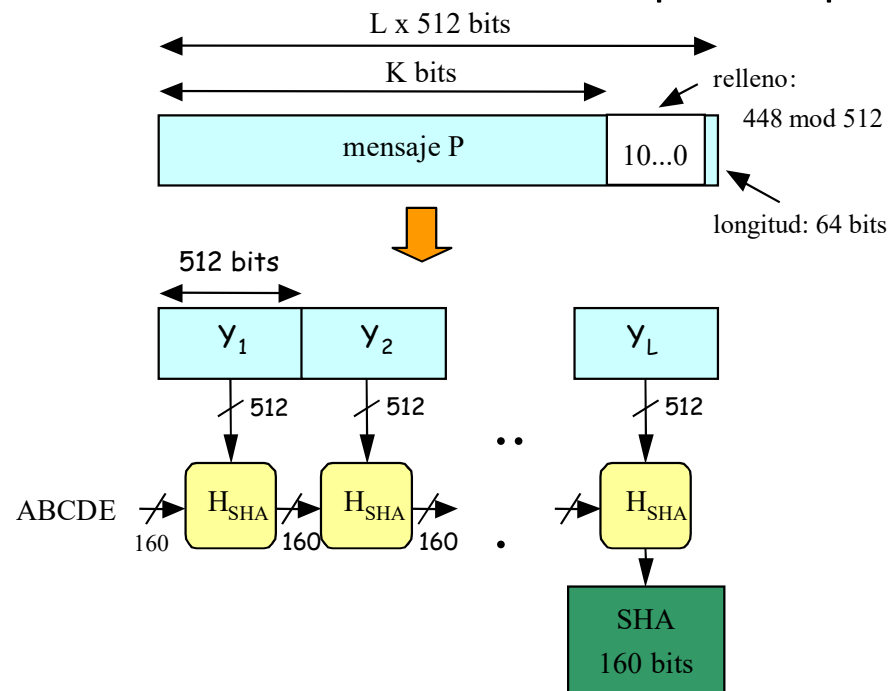 L x 512 bits
K bits
relleno:
448 mod 512
mensaje P
10...0
longitud: 64 bits
512 bits
Y1
Y2
YL
512
512
512
ABCDE
160
HSHA
160
HSHA
160
HSHA
SHA
160 bits